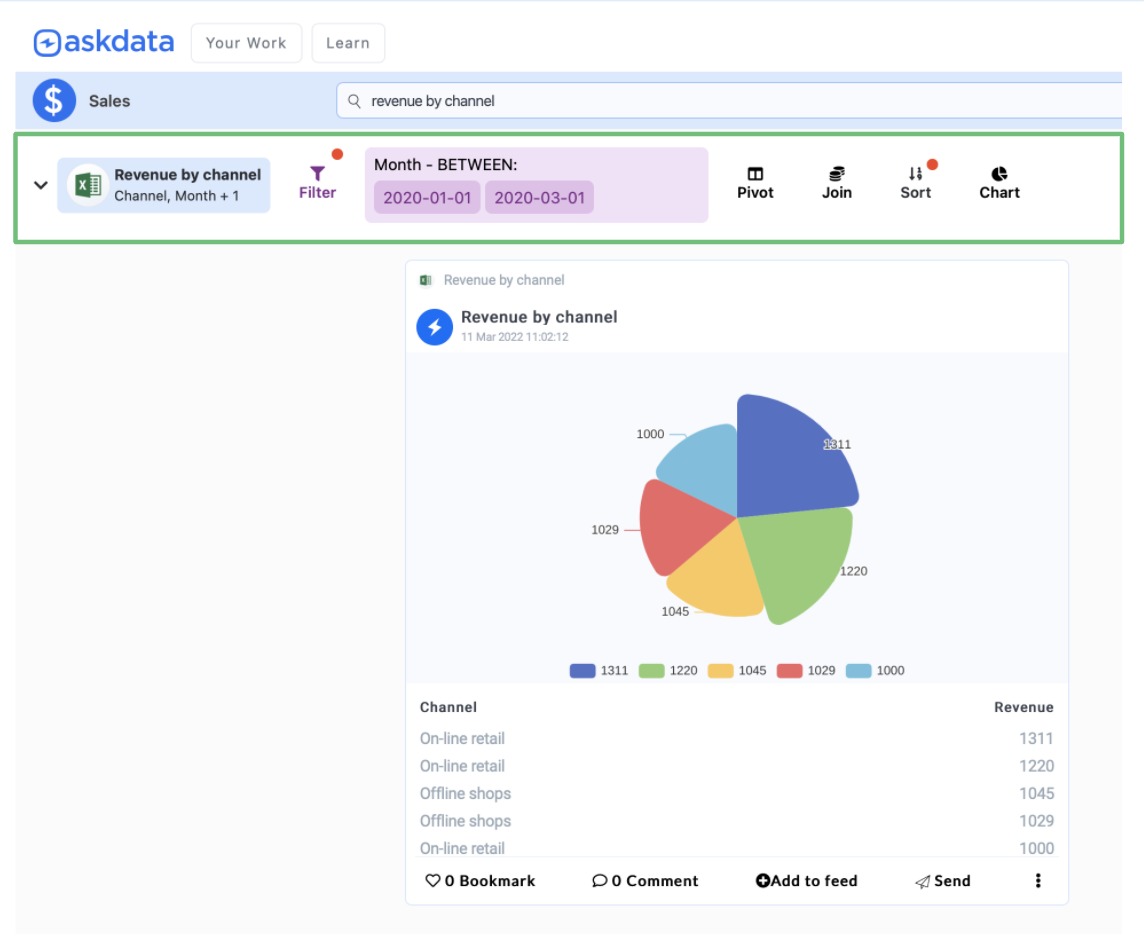 askdata Your Work Learn
Sales revenue by channel
Revenue by channel
Channel, Month + 1
Filter
Month - BETWEEN:
2020-01-01 2020-03-01
Pivot Join Sort Chart
Revenue by channel
Revenue by channel
11 Mar 2022 11:02:12
1000
1311
1029
1220
1045
1311 1220 1045 1029 1000
Channel Revenue
On-line retail 1311
On-line retail 1220
Offline shops 1045
Offline shops 1029
On-line retail 1000
0 Bookmark 0 Comment Add to feed Send